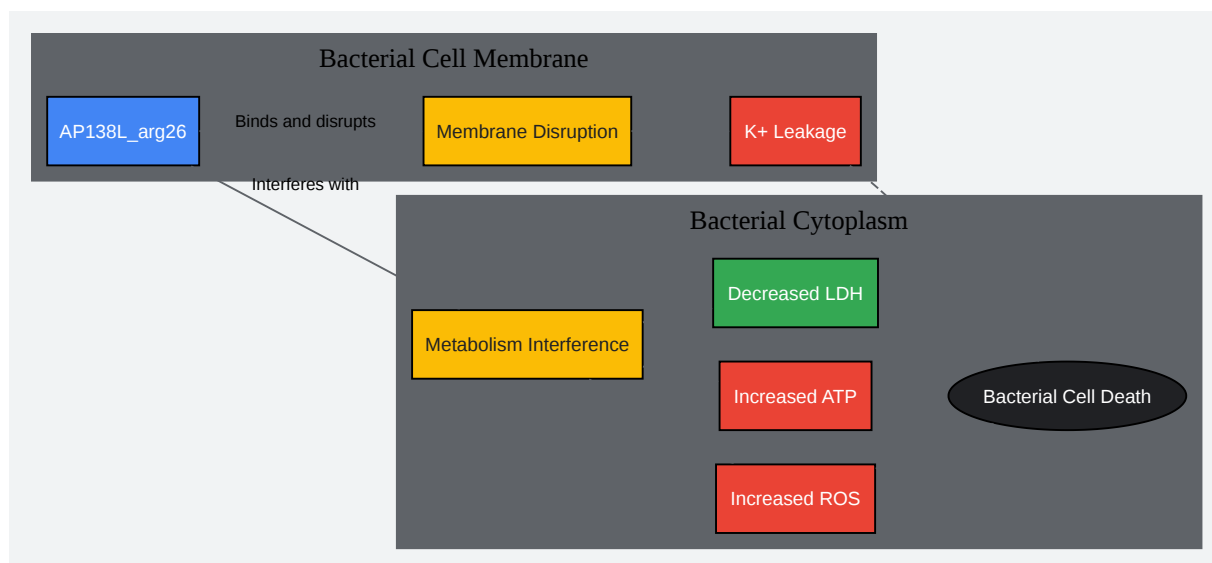 Bacterial Cell Membrane
AP138L_arg26
Binds and disrupts
Membrane Disruption
K+ Leakage
Interferes with
Bacterial Cytoplasm
Decreased LDH
Metabolism Interference
Increased ATP
Bacterial Cell Death
Increased ROS